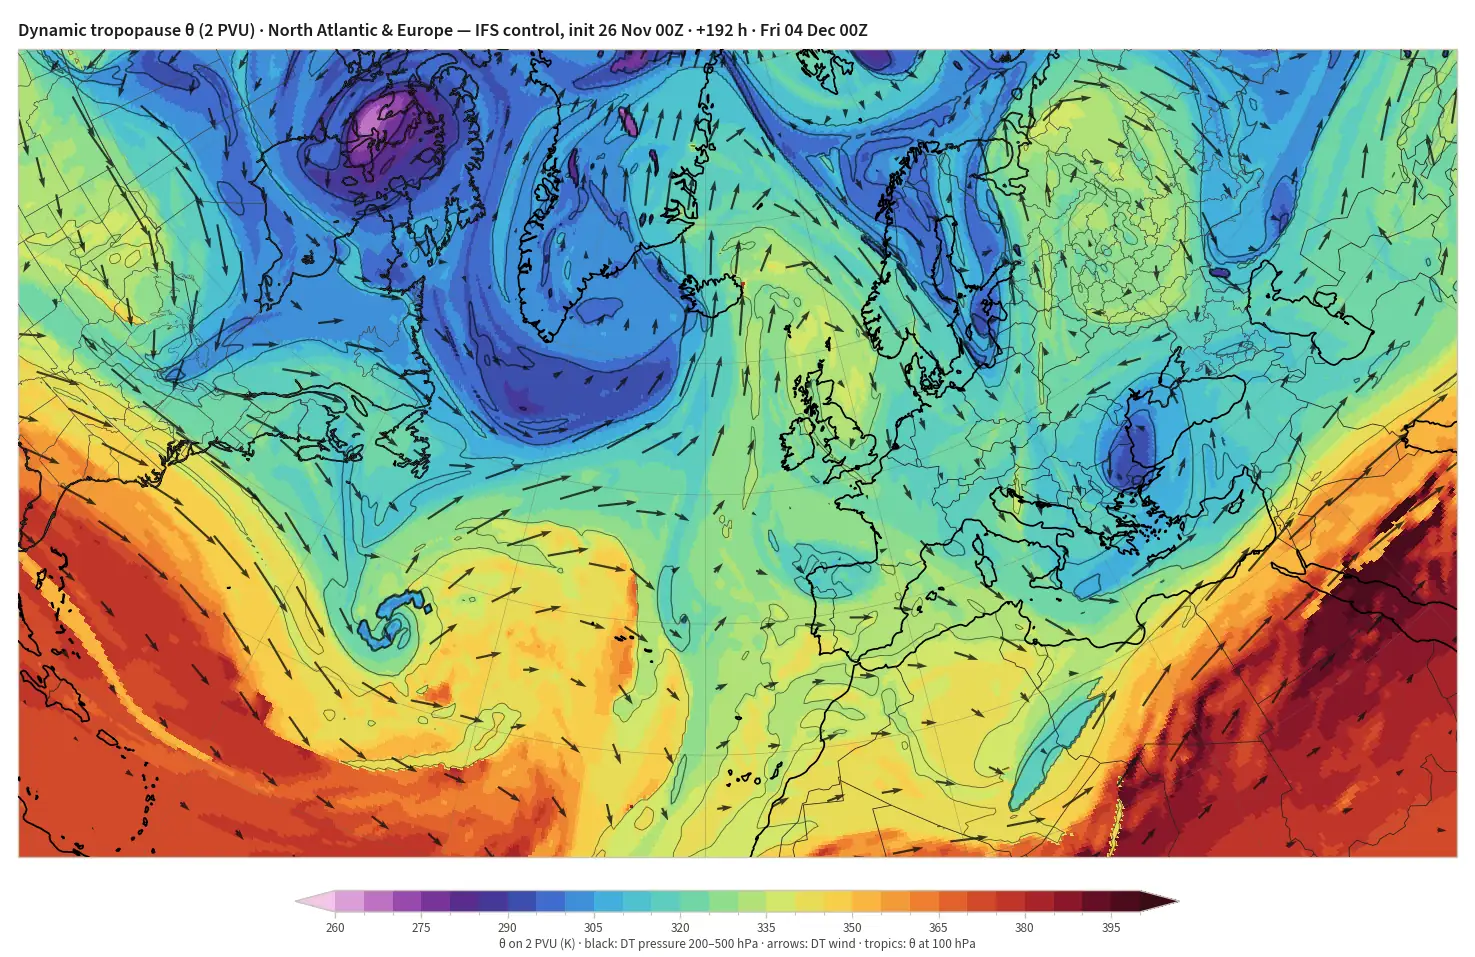 Dynamic tropopause θ (2 PVU) · North Atlantic & Europe — IFS control, init 26 Nov 00Z · +192 h · Fri 04 Dec 00Z
260 275 290 305 320 335 350 365 380 395
θ on 2 PVU (K) · black: DT pressure 200–500 hPa · arrows: DT wind · tropics: θ at 100 hPa